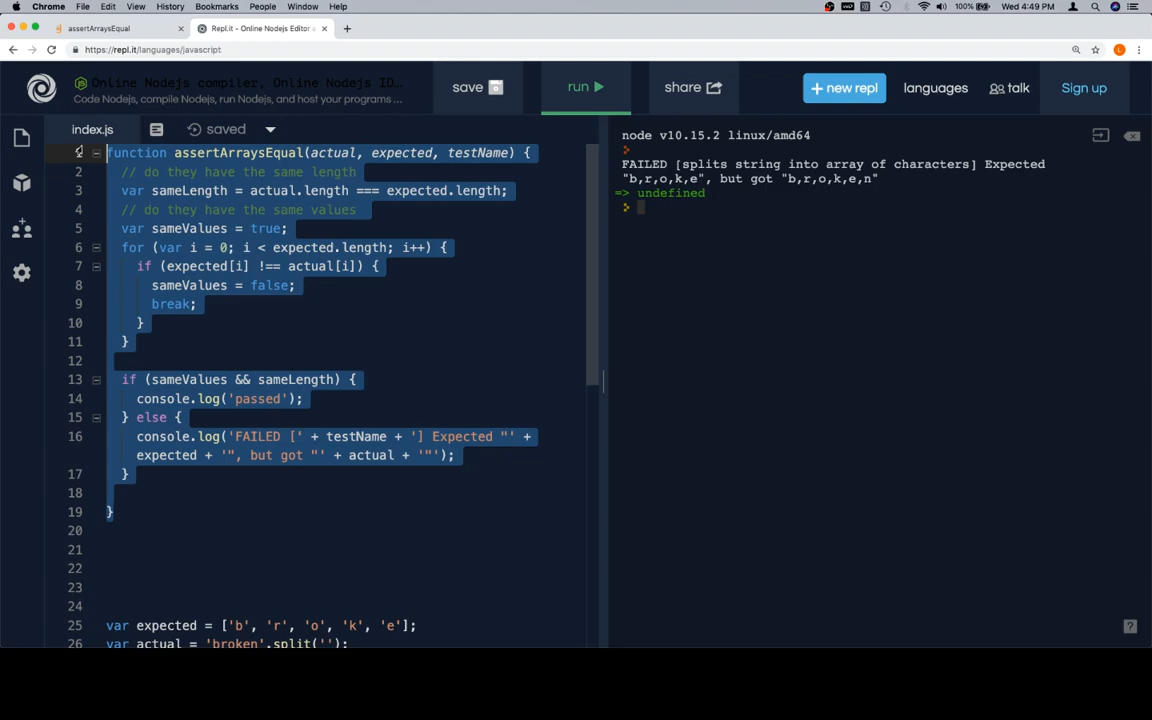 Chrome File Edit View History Bookmarks People Window Help 100% Wed 4:49 PM
assertArraysEqual × Repl.it - Online Nodejs Editor × +
https://repl.it/languages/javascript
Online Nodejs compiler, Online Nodejs ID...
Code Nodejs, compile Nodejs, run Nodejs, and host your programs ...
save run share + new repl languages talk Sign up
index.js saved
function assertArraysEqual(actual, expected, testName) {
2 // do they have the same length
3 var sameLength = actual.length === expected.length;
4 // do they have the same values
5 var sameValues = true;
6 for (var i = 0; i < expected.length; i++) {
7 if (expected[i] !== actual[i]) {
8 sameValues = false;
9 break;
10 }
11 }
12
13 if (sameValues && sameLength) {
14 console.log('passed');
15 } else {
16 console.log('FAILED [' + testName + '] Expected "' +
expected + '", but got "' + actual + '"');
17 }
18
19 }
20
21
22
23
24
25 var expected = ['b', 'r', 'o', 'k', 'e'];
26 var actual = 'broken'.split('');
node v10.15.2 linux/amd64
FAILED [splits string into array of characters] Expected
"b,r,o,k,e", but got "b,r,o,k,e,n"
=> undefined
?